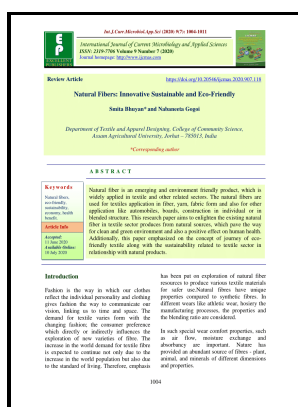 Int.J.Curr.Microbiol.App.Sci (2020) 9(7): 1004-1011
International Journal of Current Microbiology and Applied Sciences
ISSN: 2319-7706 Volume 9 Number 7 (2020)
Journal homepage: http://www.ijcmas.com
Review Article
https://doi.org/10.20546/ijcmas.2020.907.118
Natural Fibers: Innovative Sustainable and Eco-Friendly
Smita Bhuyan* and Nabaneeta Gogoi
Department of Textile and Apparel Designing, College of Community Science,
Assam Agricultural University, Jorhat – 785013, India
*Corresponding author
ABSTRACT
Keywords
Natural fibers,
eco-friendly,
sustainability,
economy, health
benefit.
Article Info
Accepted:
11 June 2020
Available Online:
10 July 2020
Natural fiber is an emerging and environment friendly product, which is
widely applied in textile and other related sectors. The natural fibers are
used for textiles application in fiber, yarn, fabric form and also for other
application like automobiles, boards, construction in individual or in
blended structure. This research paper aims to enlighten the existing natural
fiber in textile sector produces from natural sources, which pave the way
for clean and green environment and also a positive effect on human health.
Additionally, this paper emphasized on the concept of journey of eco-
friendly textile along with the sustainability related to textile sector in
relationship with natural products.
Introduction
Fashion is the way in which our clothes
reflect the individual personality and clothing
gives fashion the way to communicate our
vision, linking us to time and space. The
demand for textile varies form with the
changing fashion; the consumer preference
which directly or indirectly influences the
exploration of new varieties of fibre. The
increase in the world demand for textile fibre
is expected to continue not only due to the
increase in the world population but also due
to the standard of living. Therefore, emphasis
has been put on exploration of natural fiber
resources to produce various textile materials
for safer use.Natural fibers have unique
properties compared to synthetic fibers. In
different wears like athletic wear, hosiery the
manufacturing processes, the properties and
the blending ratio are considered.
In such special wear comfort properties, such
as air flow, moisture exchange and
absorbancy are important. Nature has
provided an abundant source of fibers - plant,
animal, and minerals of different dimensions
and properties.
1004